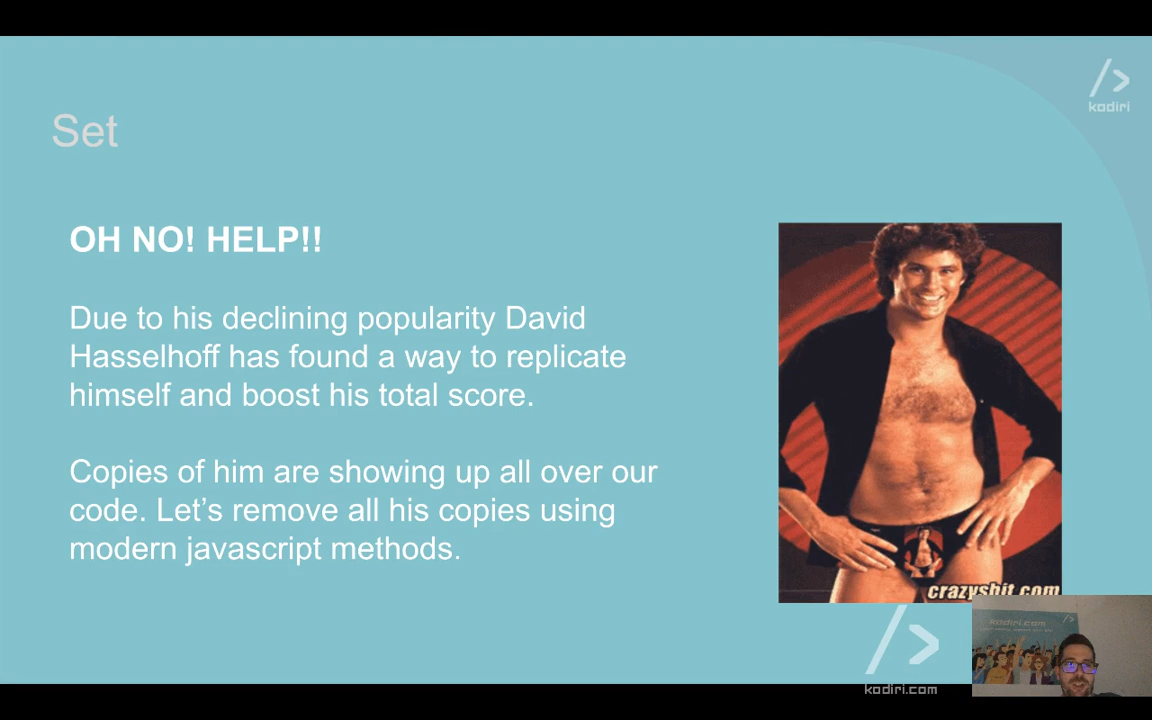 kodiri
Set
OH NO! HELP!!
Due to his declining popularity David
Hasselhoff has found a way to replicate
himself and boost his total score.
Copies of him are showing up all over our
code. Let’s remove all his copies using
modern javascript methods.
crazyshit.com
kodiri.com
kodiri.com